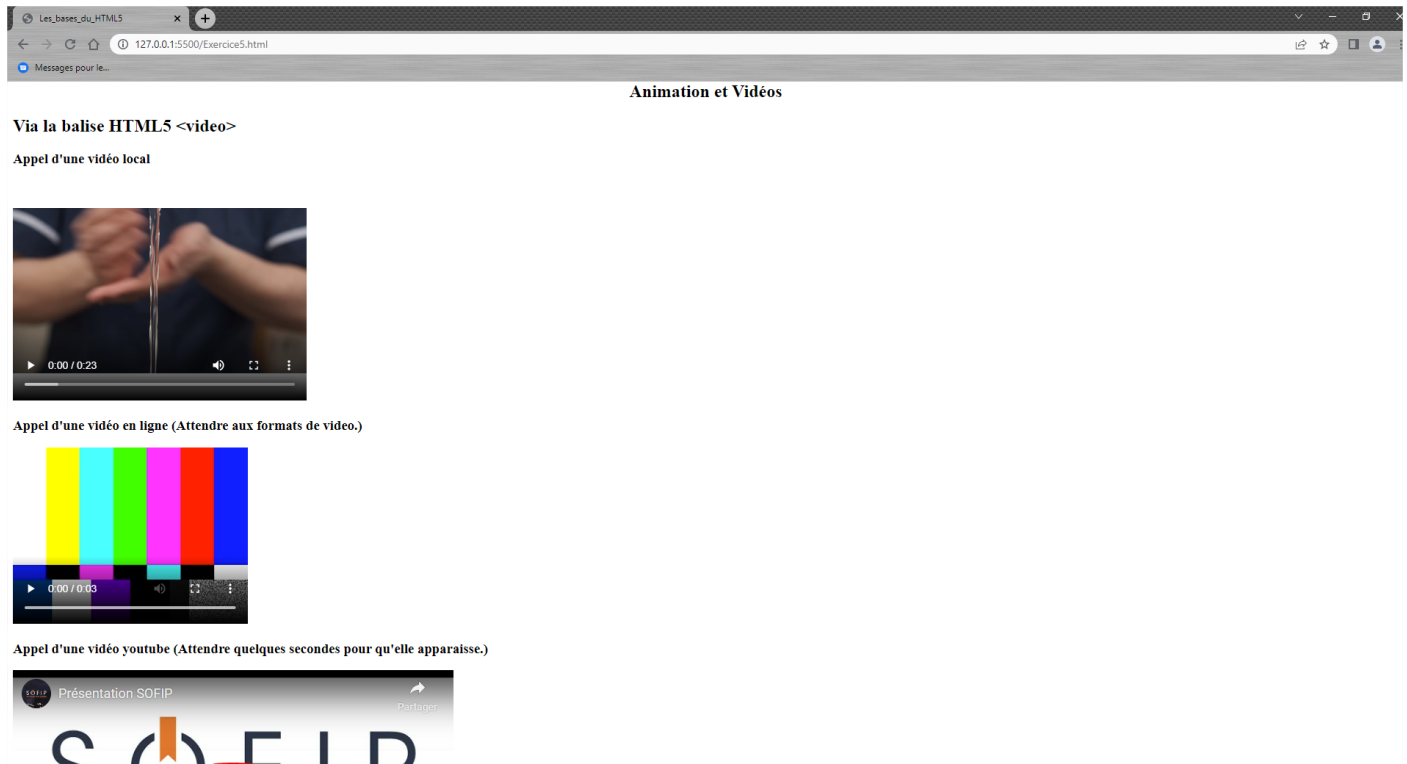 Les_bases_du_HTML5
127.0.0.1:5500/Exercice5.html
Messages pour le...
Animation et Vidéos
Via la balise HTML5 <video>
Appel d'une vidéo local
0:00 / 0:23
Appel d'une vidéo en ligne (Attendre aux formats de video.)
0:00 / 0:03
Appel d'une vidéo youtube (Attendre quelques secondes pour qu'elle apparaisse.)
SOFIP
Présentation SOFIP
Partager
SOFIP